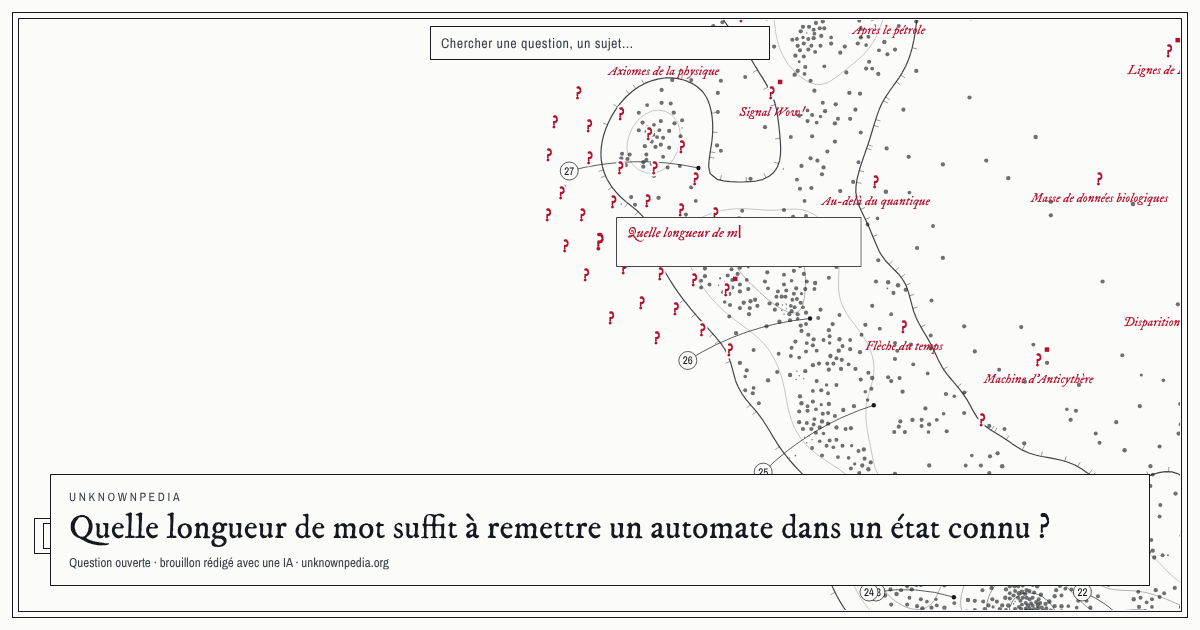 Chercher une question, un sujet...
Après le pétrole
Axiomes de la physique
Signal Wow!
Lignes de
27
Au-delà du quantique
Masse de données biologiques
Quelle longueur de m
Disparition
Flèche du temps
26
Machine d'Anticythère
25
UNKNOWNPEDIA
Quelle longueur de mot suffit à remettre un automate dans un état connu ?
Question ouverte · brouillon rédigé avec une IA · unknownpedia.org
24
22